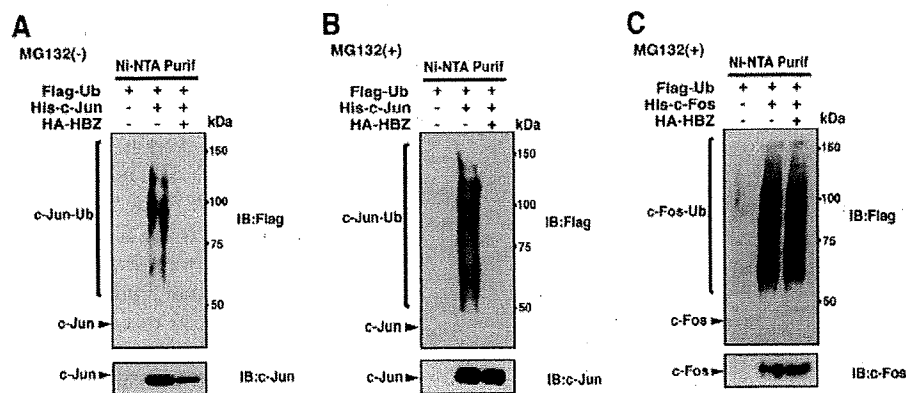 A
MG132(-)
Ni-NTA Purif
Flag-Ub + + +
His-c-Jun - + +
HA-HBZ - - +
kDa
150
100
75
50
c-Jun-Ub
IB:Flag
c-Jun
c-Jun
IB:c-Jun
B
MG132(+)
Ni-NTA Purif
Flag-Ub + + +
His-c-Jun - + +
HA-HBZ - - +
kDa
150
100
75
50
c-Jun-Ub
IB:Flag
c-Jun
c-Jun
IB:c-Jun
C
MG132(+)
Ni-NTA Purif
Flag-Ub + + +
His-c-Fos - + +
HA-HBZ - - +
kDa
150
100
75
50
c-Fos-Ub
IB:Flag
c-Fos
c-Fos
IB:c-Fos